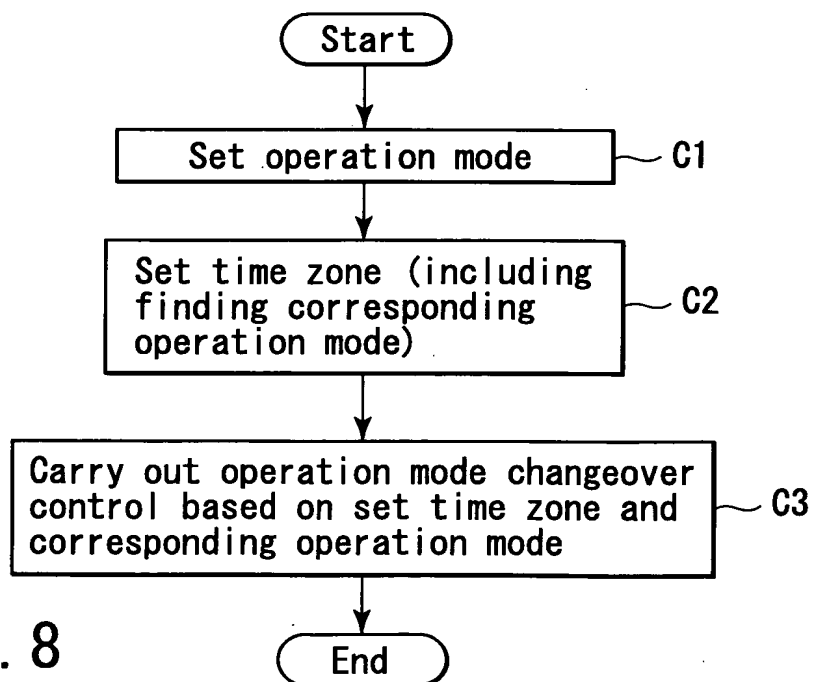 Start
Set operation mode
C1
Set time zone (including
finding corresponding
operation mode)
C2
Carry out operation mode changeover
control based on set time zone and
corresponding operation mode
C3
End
. 8